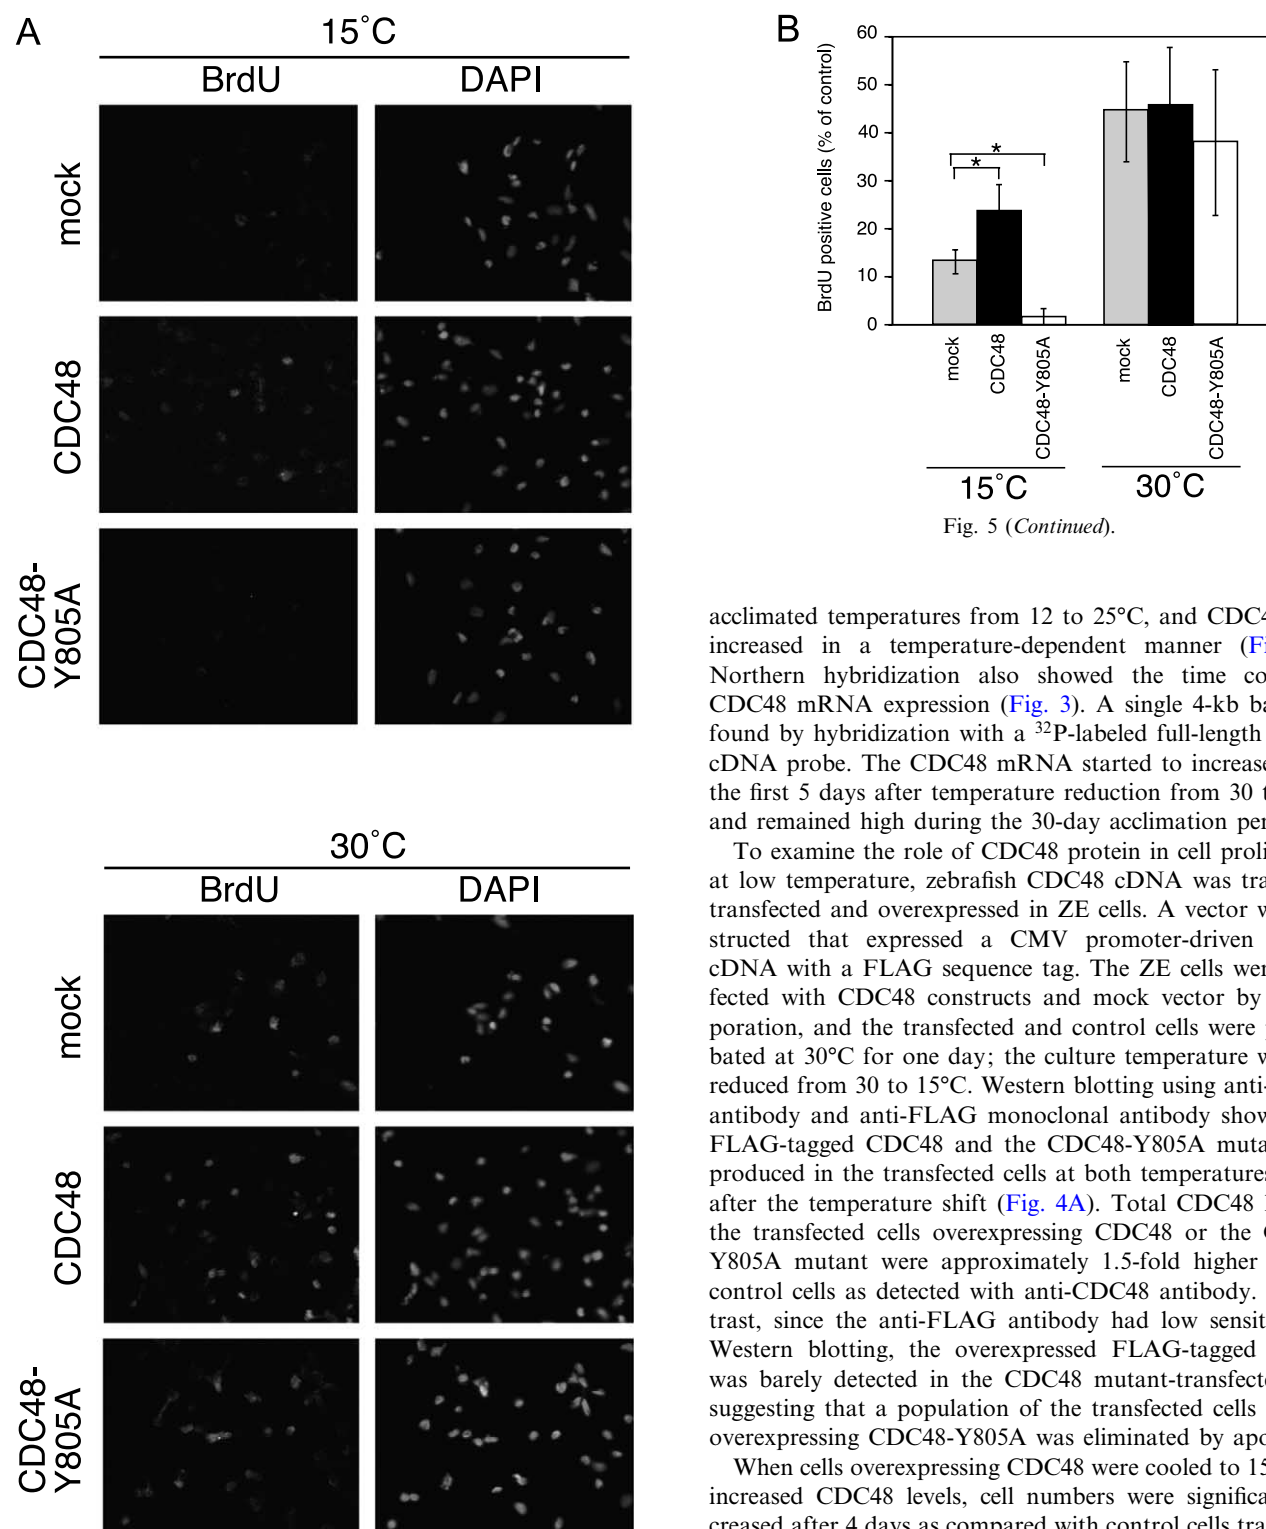 A
15°C
BrdU DAPI
mock
CDC48
CDC48-
Y805A
30°C
BrdU DAPI
mock
CDC48
CDC48-
Y805A
B
BrdU positive cells (% of control)
60
50
40
30
20
10
0
* 
*
mock CDC48 CDC48-Y805A mock CDC48 CDC48-Y805A
15°C 30°C
Fig. 5 (Continued).
acclimated temperatures from 12 to 25°C, and CDC4
increased in a temperature-dependent manner (Fi
Northern hybridization also showed the time co
CDC48 mRNA expression (Fig. 3). A single 4-kb ba
found by hybridization with a ³²P-labeled full-length
cDNA probe. The CDC48 mRNA started to increase
the first 5 days after temperature reduction from 30 t
and remained high during the 30-day acclimation per
To examine the role of CDC48 protein in cell proli
at low temperature, zebrafish CDC48 cDNA was tra
transfected and overexpressed in ZE cells. A vector w
structed that expressed a CMV promoter-driven
cDNA with a FLAG sequence tag. The ZE cells were
fected with CDC48 constructs and mock vector by
poration, and the transfected and control cells were
bated at 30°C for one day; the culture temperature w
reduced from 30 to 15°C. Western blotting using anti-
antibody and anti-FLAG monoclonal antibody show
FLAG-tagged CDC48 and the CDC48-Y805A muta
produced in the transfected cells at both temperatures
after the temperature shift (Fig. 4A). Total CDC48
the transfected cells overexpressing CDC48 or the
Y805A mutant were approximately 1.5-fold higher
control cells as detected with anti-CDC48 antibody.
trast, since the anti-FLAG antibody had low sensit
Western blotting, the overexpressed FLAG-tagged
was barely detected in the CDC48 mutant-transfecte
suggesting that a population of the transfected cells
overexpressing CDC48-Y805A was eliminated by apo
When cells overexpressing CDC48 were cooled to 15
increased CDC48 levels, cell numbers were significa
creased after 4 days as compared with control cells tra